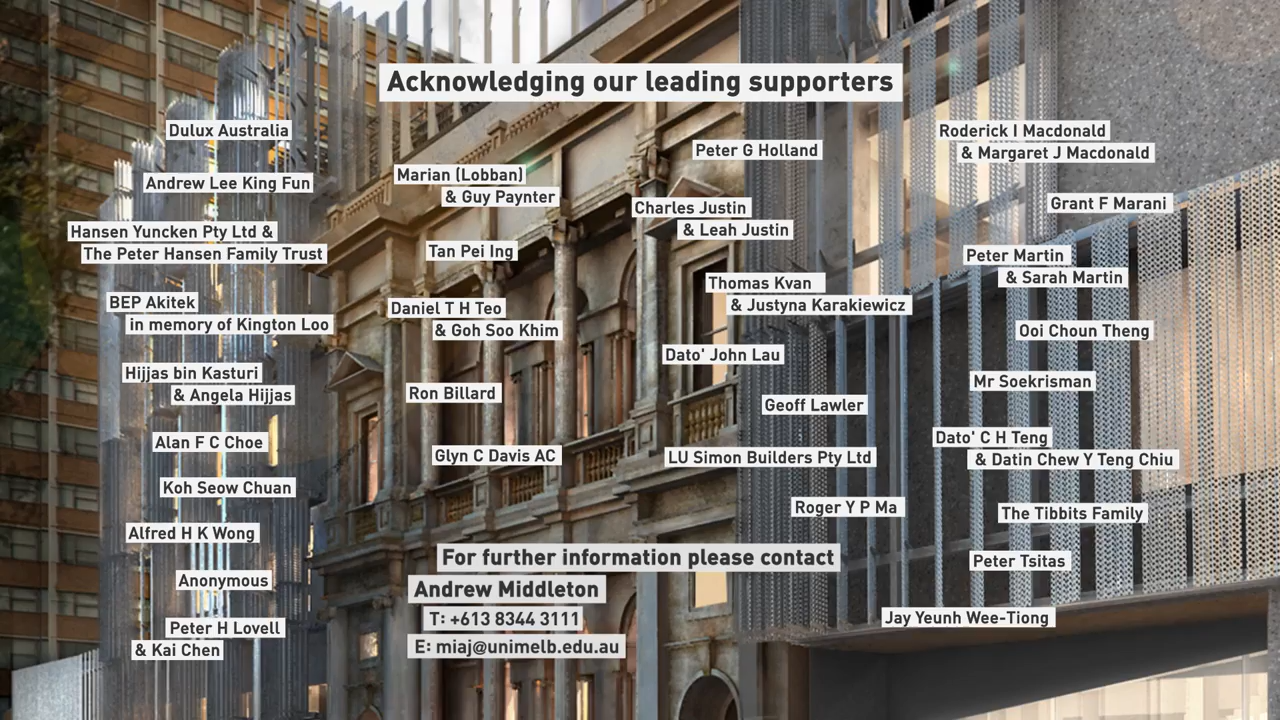 Acknowledging our leading supporters
Dulux Australia
Andrew Lee King Fun
Hansen Yuncken Pty Ltd &
The Peter Hansen Family Trust
BEP Akitek
in memory of Kington Loo
Hijjas bin Kasturi
& Angela Hijjas
Alan F C Choe
Koh Seow Chuan
Alfred H K Wong
Anonymous
Peter H Lovell
& Kai Chen
Marian (Lobban)
& Guy Paynter
Tan Pei Ing
Daniel T H Teo
& Goh Soo Khim
Ron Billard
Glyn C Davis AC
Peter G Holland
Charles Justin
& Leah Justin
Thomas Kvan
& Justyna Karakiewicz
Dato' John Lau
Geoff Lawler
LU Simon Builders Pty Ltd
Roger Y P Ma
Roderick I Macdonald
& Margaret J Macdonald
Grant F Marani
Peter Martin
& Sarah Martin
Ooi Choun Theng
Mr Soekrisman
Dato' C H Teng
& Datin Chew Y Teng Chiu
The Tibbits Family
Peter Tsitas
Jay Yeunh Wee-Tiong
For further information please contact
Andrew Middleton
T: +613 8344 3111
E: miaj@unimelb.edu.au